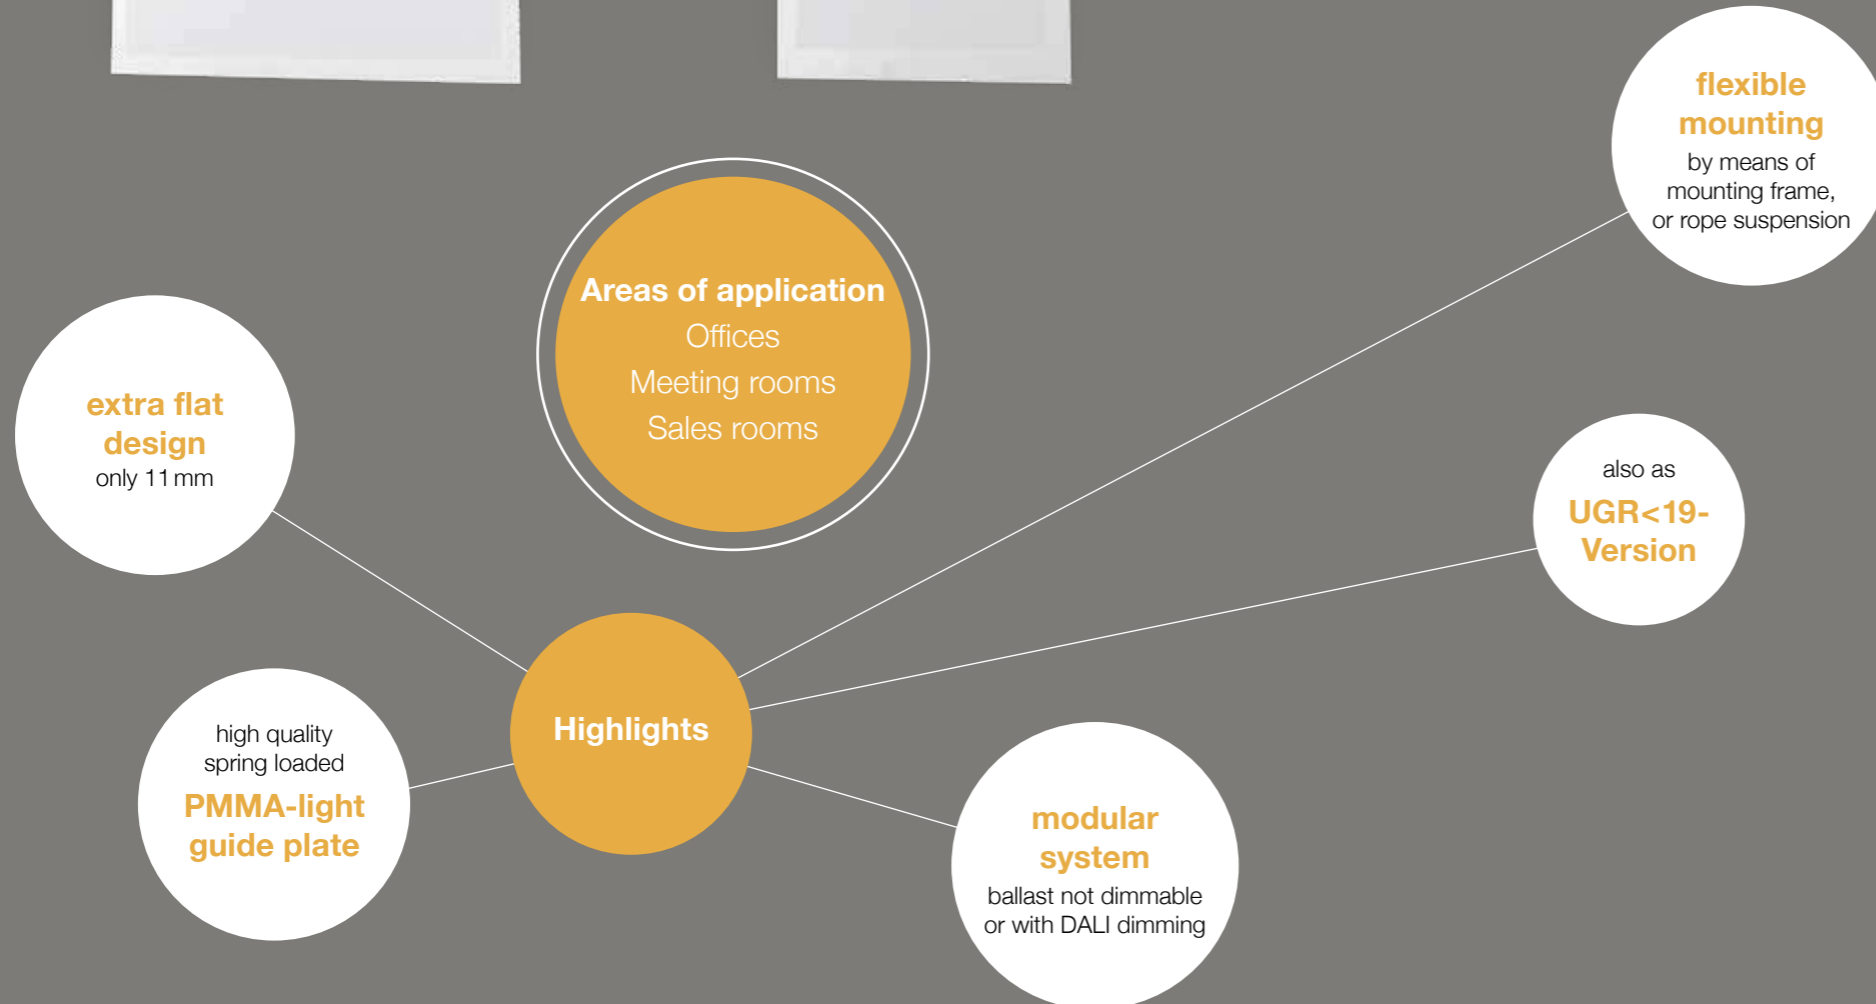 flexible
mounting
by means of
mounting frame,
or rope suspension
Areas of application
Offices
Meeting rooms
Sales rooms
extra flat
design
only 11 mm
also as
UGR<19-
Version
Highlights
high quality
spring loaded
PMMA-light
guide plate
modular
system
ballast not dimmable
or with DALI dimming